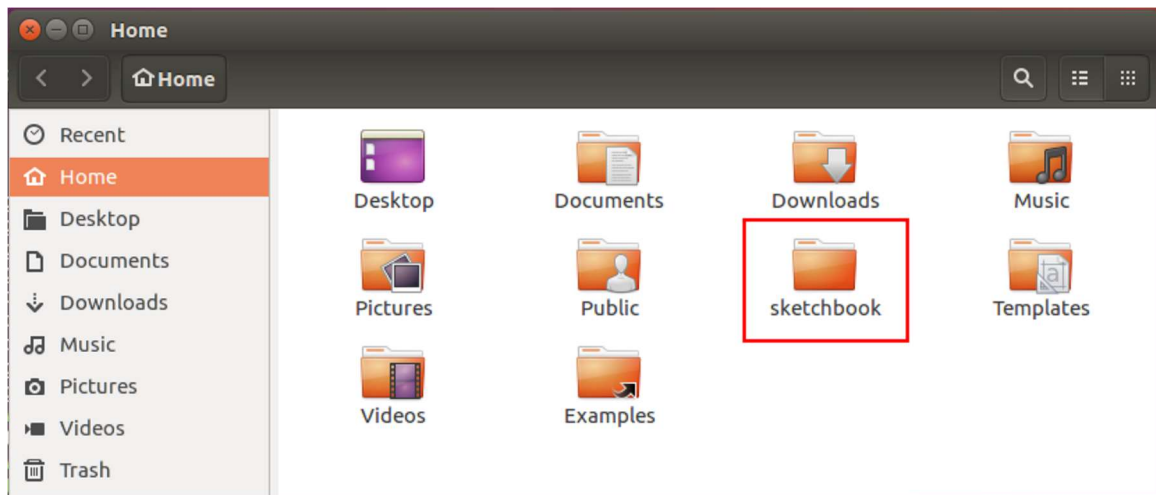 Home
Home
Recent
Home
Desktop
Documents
Downloads
Music
Pictures
Videos
Trash
Desktop Documents Downloads Music
Pictures Public sketchbook Templates
Videos Examples